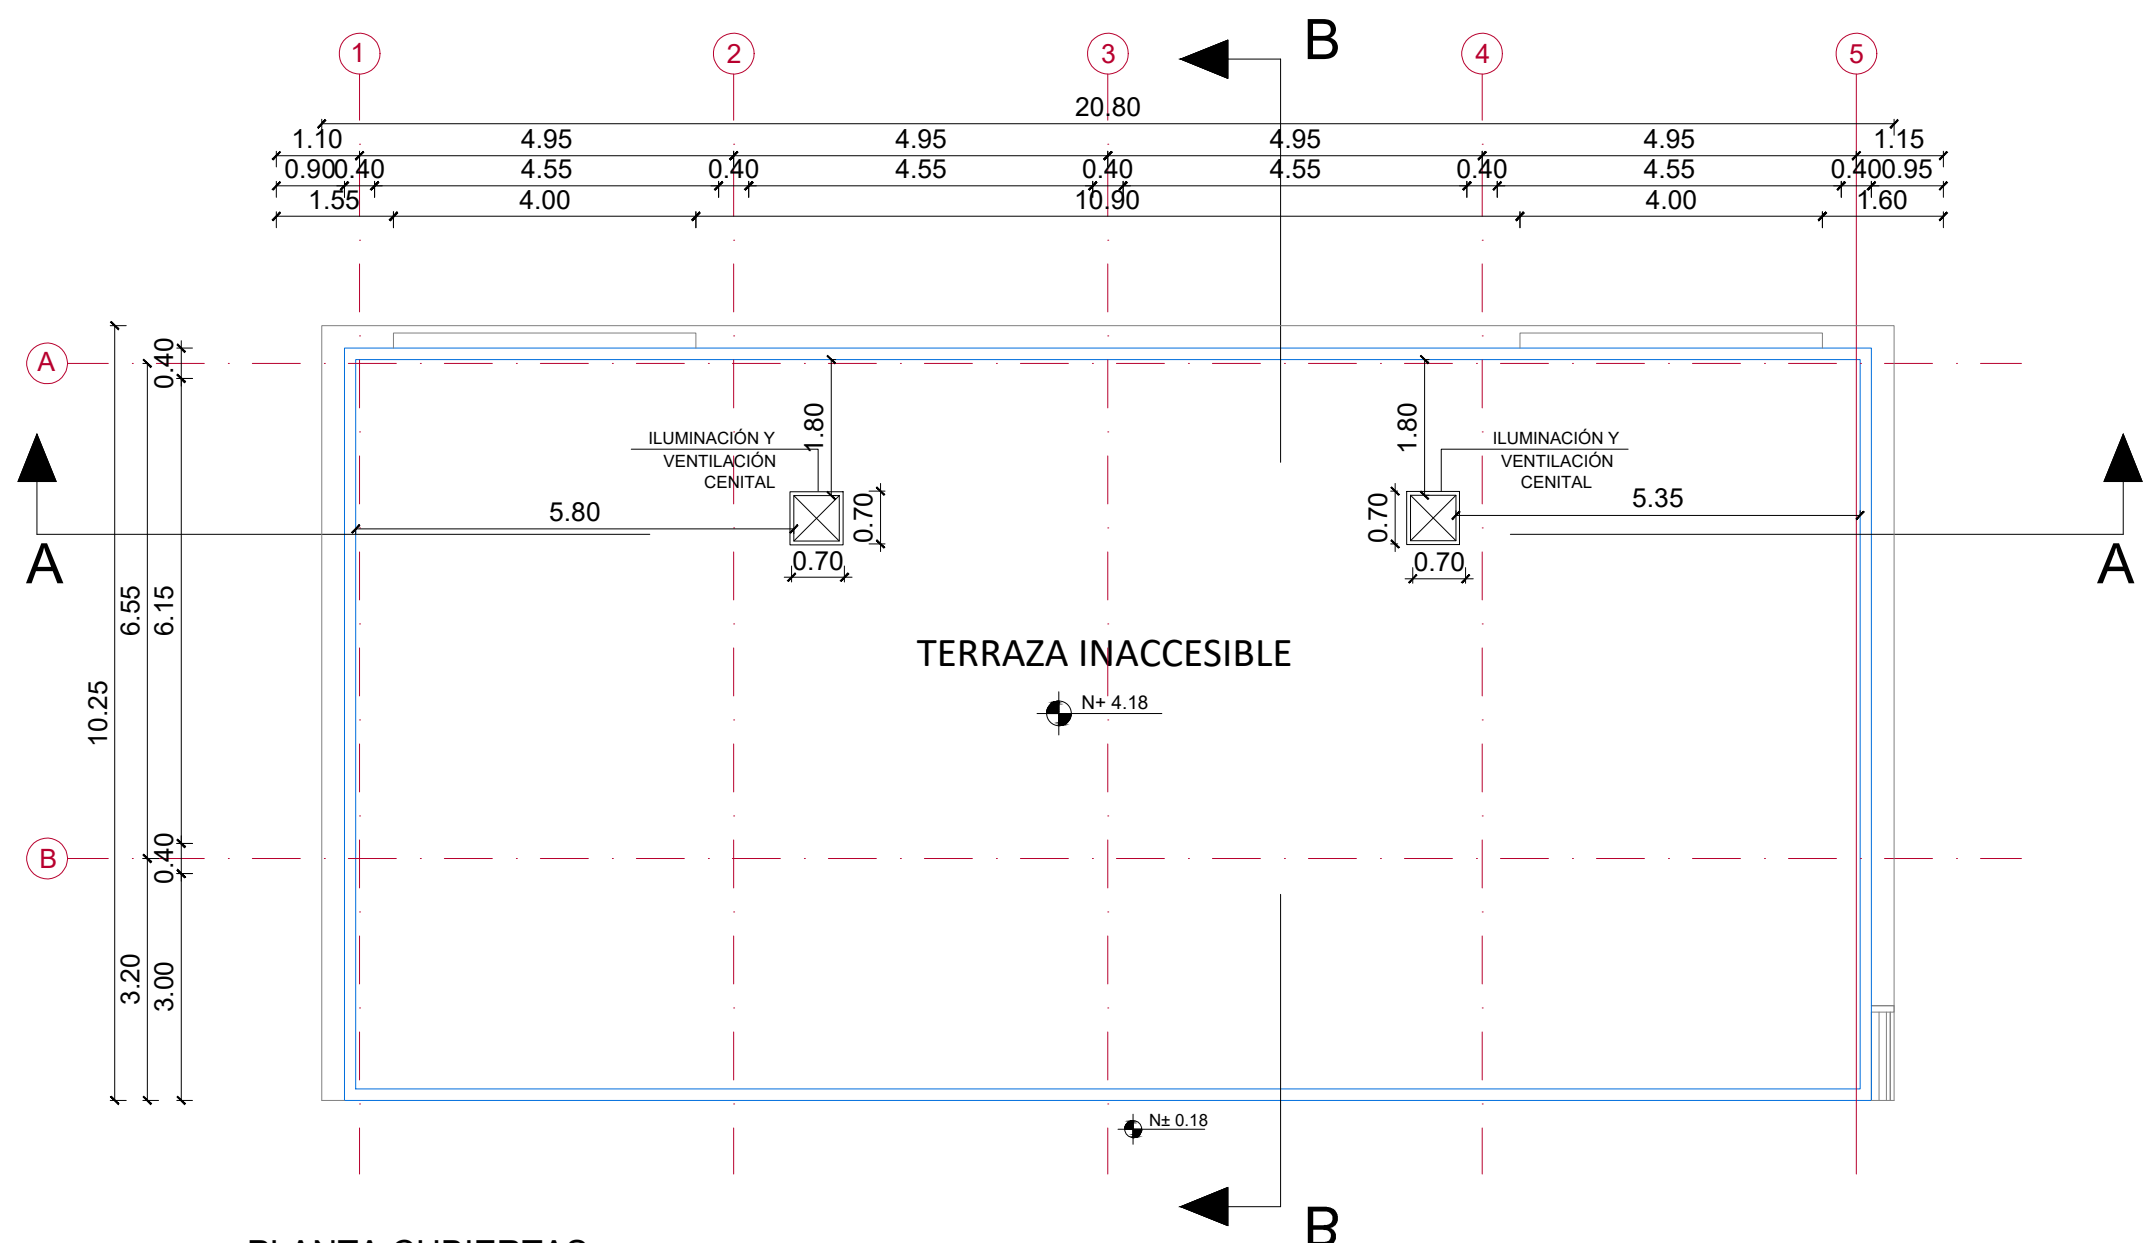 B
1
2
3
4
5
20.80
1.10
4.95
4.95
4.95
4.95
1.15
0.90
0.40
4.55
0.40
4.55
0.40
4.55
0.40
4.55
0.40
0.95
1.55
4.00
10.90
4.00
1.60
A
0.40
1.80
1.80
ILUMINACIÓN Y
VENTILACIÓN
CENITAL
ILUMINACIÓN Y
VENTILACIÓN
CENITAL
5.80
0.70
0.70
5.35
0.70
0.70
A
A
6.55
6.15
10.25
TERRAZA INACCESIBLE
N+ 4.18
B
0.40
3.20
3.00
N± 0.18
B
PLANTA CUBIERTAS